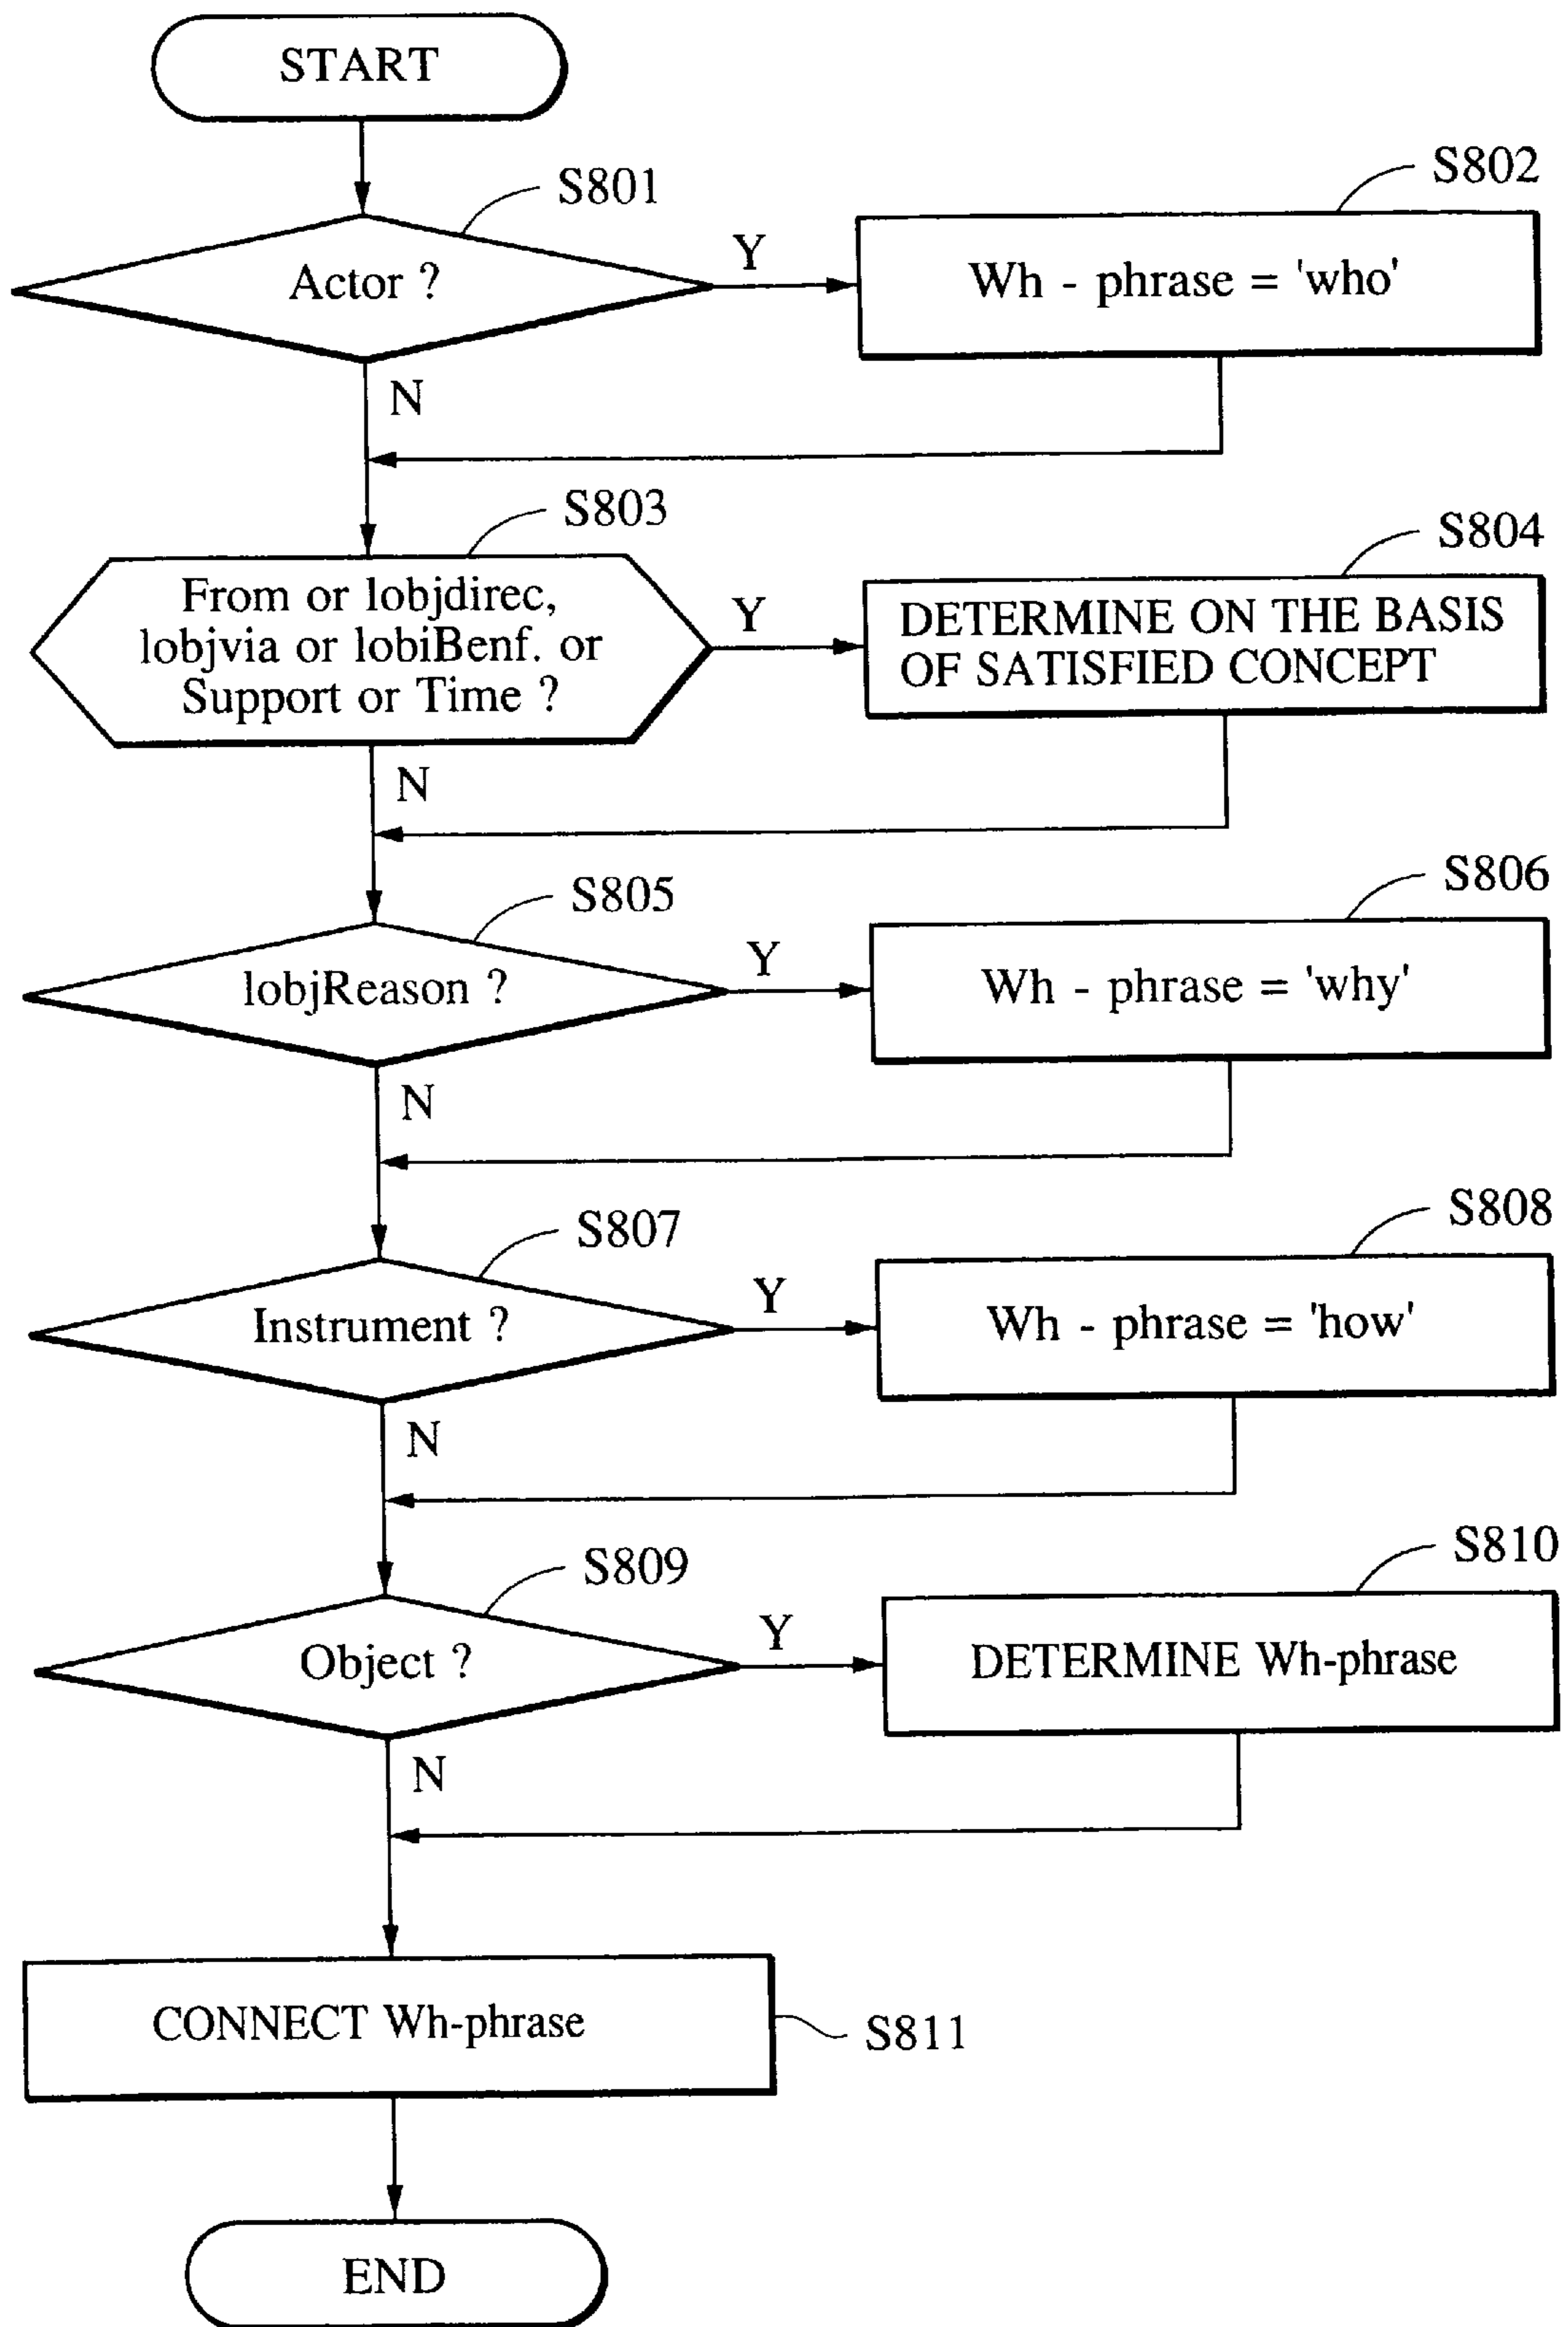 START
S801
S802
Actor ?
Y
Wh - phrase = 'who'
N
S803
S804
From or lobjdirec,
lobjvia or lobiBenf. or
Support or Time ?
Y
DETERMINE ON THE BASIS
OF SATISFIED CONCEPT
N
S805
S806
lobjReason ?
Y
Wh - phrase = 'why'
N
S807
S808
Instrument ?
Y
Wh - phrase = 'how'
N
S809
S810
Object ?
Y
DETERMINE Wh-phrase
N
CONNECT Wh-phrase
S811
END